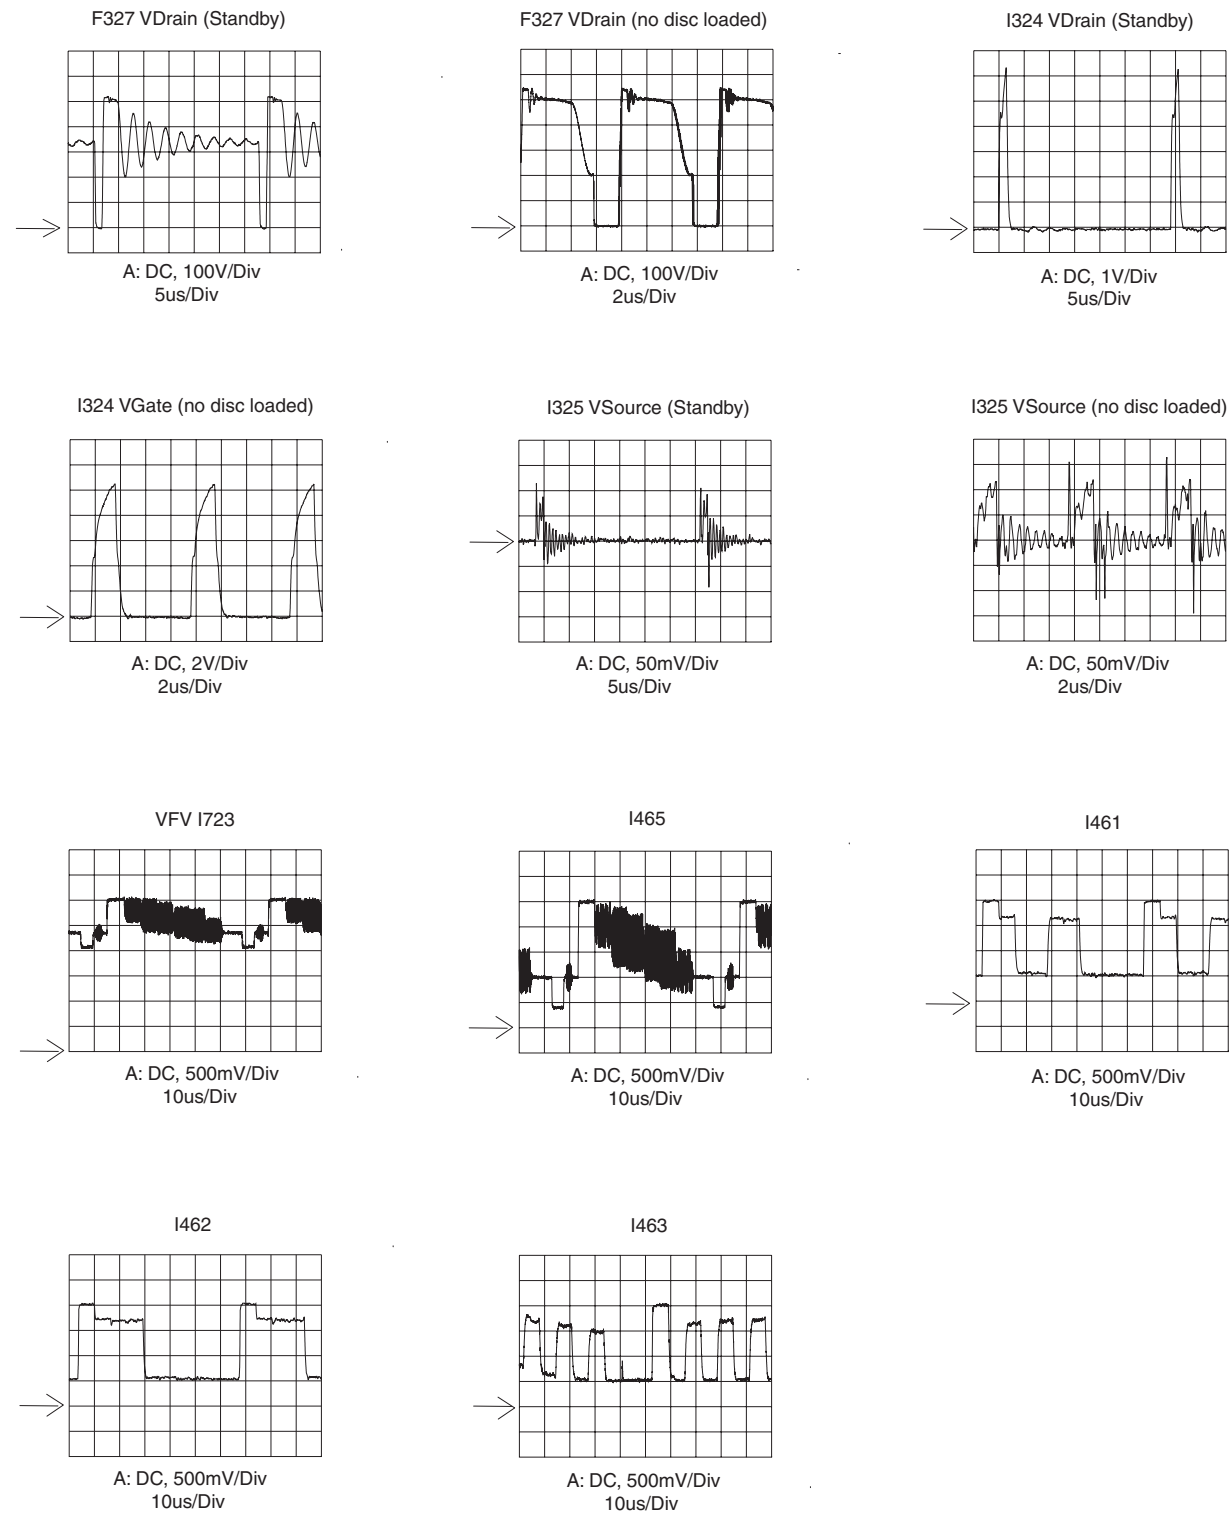 F327 VDrain (Standby)
F327 VDrain (no disc loaded)
I324 VDrain (Standby)
A: DC, 100V/Div
5us/Div
A: DC, 100V/Div
2us/Div
A: DC, 1V/Div
5us/Div
I324 VGate (no disc loaded)
I325 VSource (Standby)
I325 VSource (no disc loaded)
A: DC, 2V/Div
2us/Div
A: DC, 50mV/Div
5us/Div
A: DC, 50mV/Div
2us/Div
VFV I723
I465
I461
A: DC, 500mV/Div
10us/Div
A: DC, 500mV/Div
10us/Div
A: DC, 500mV/Div
10us/Div
I462
I463
A: DC, 500mV/Div
10us/Div
A: DC, 500mV/Div
10us/Div